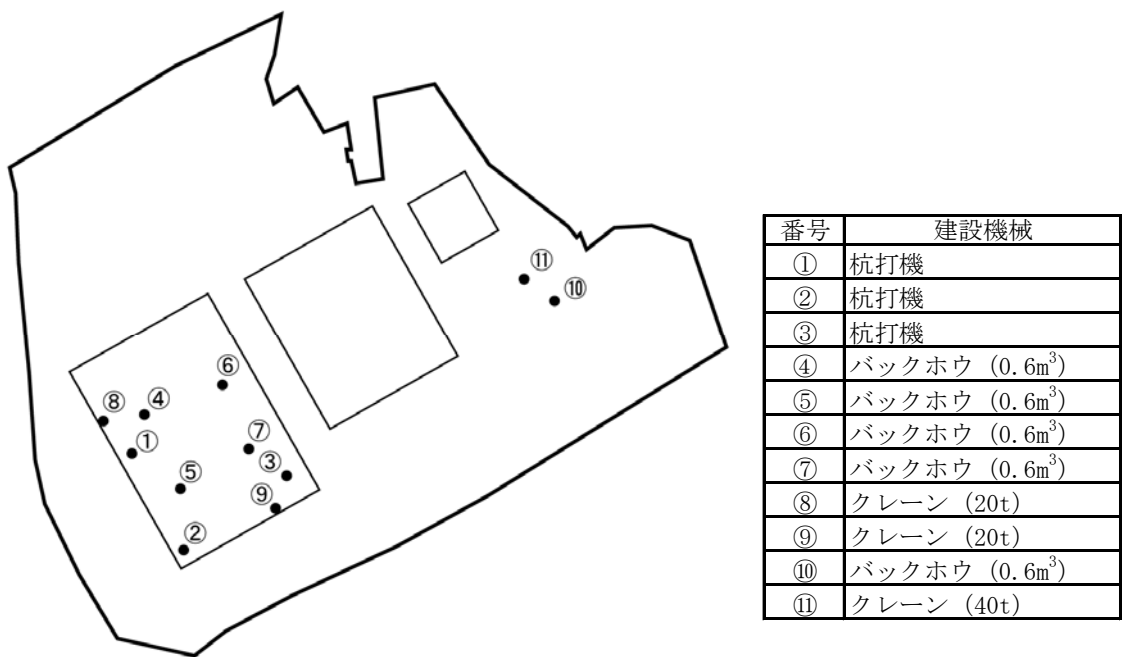 ⑪
⑩
⑥
⑧ ④
①
⑦
⑤ ③
⑨
②
番号 建設機械
① 杭打機
② 杭打機
③ 杭打機
④ バックホウ (0.6m³)
⑤ バックホウ (0.6m³)
⑥ バックホウ (0.6m³)
⑦ バックホウ (0.6m³)
⑧ クレーン (20t)
⑨ クレーン (20t)
⑩ バックホウ (0.6m³)
⑪ クレーン (40t)